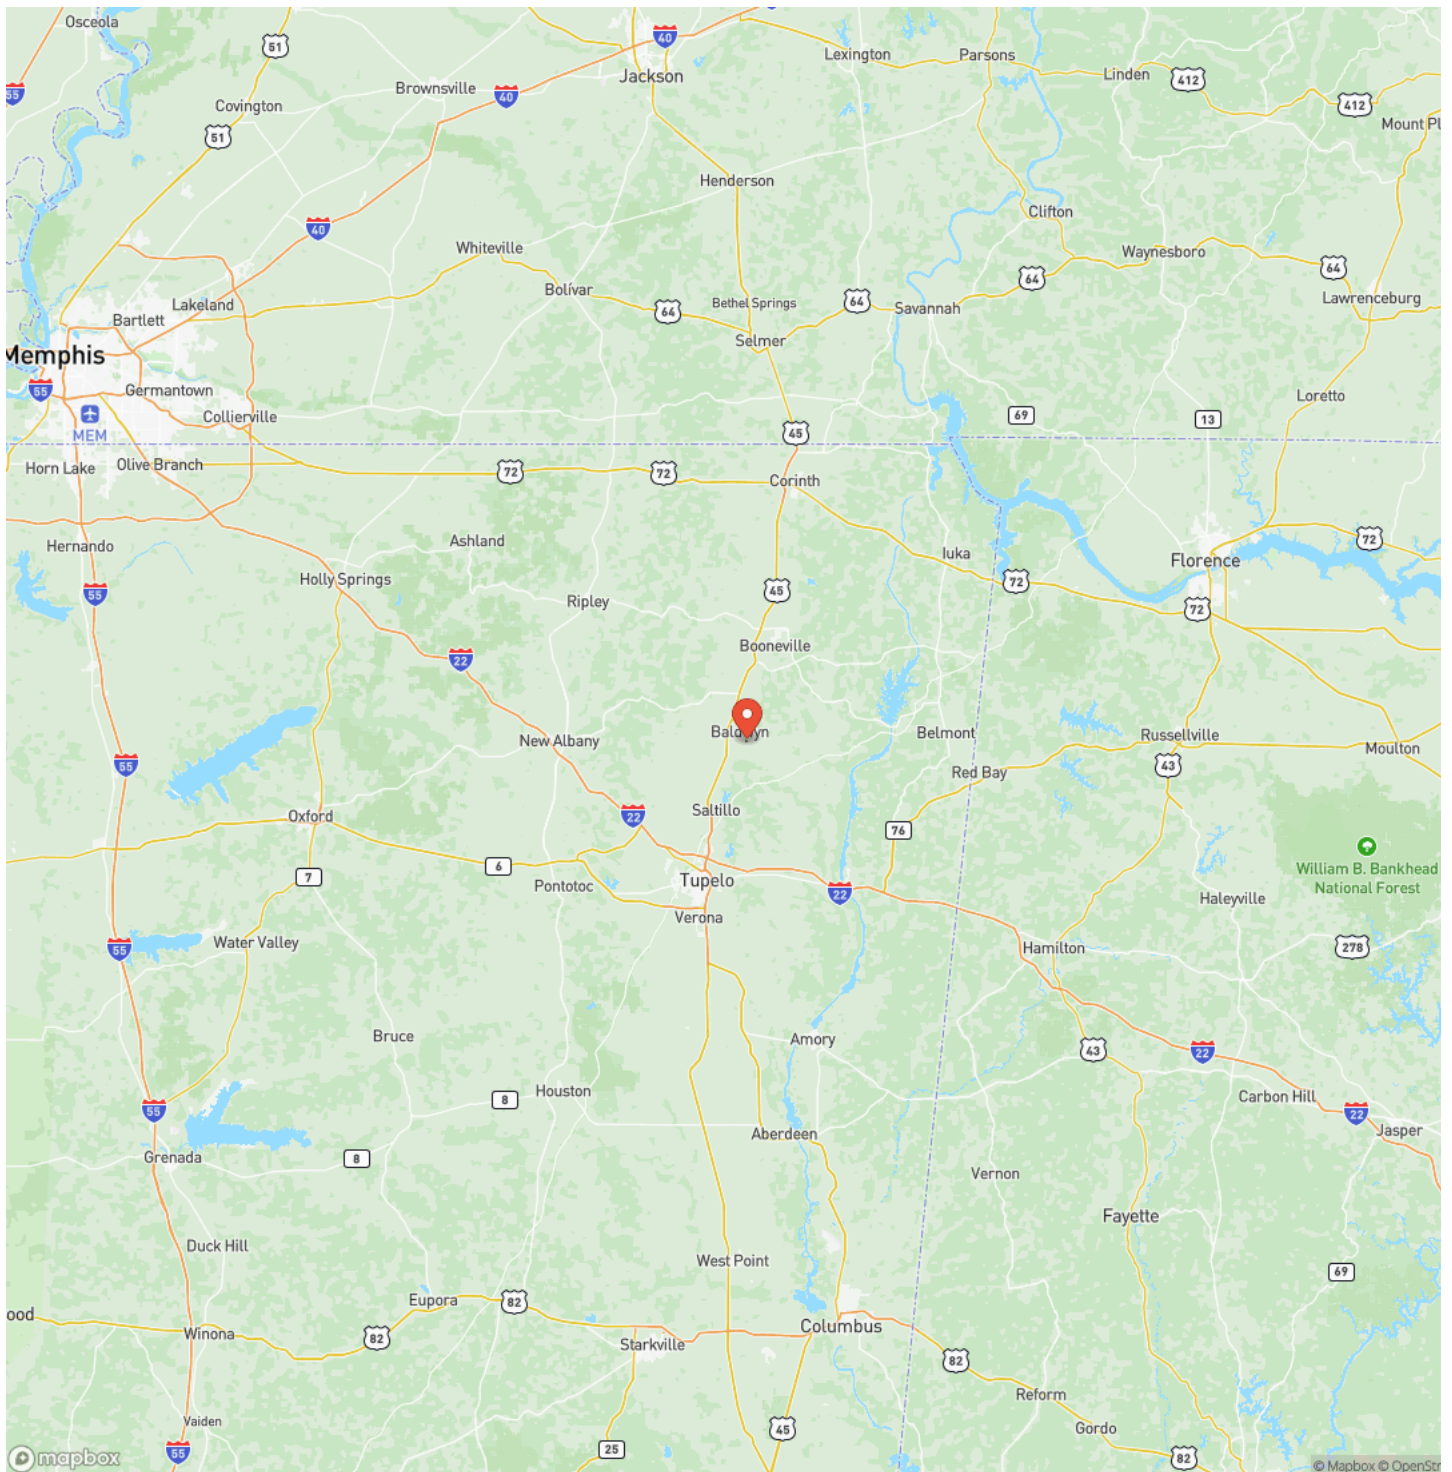 Osceola
51
40
Lexington
Parsons
Jackson
Linden
412
55
Brownsville
40
412
Covington
51
Mount Pl
Henderson
Clifton
40
Whiteville
Waynesboro
64
64
Bolívar
Lakeland
Bethel Springs
64
64
Savannah
Lawrenceburg
Bartlett
Selmer
Memphis
55
Germantown
Loretto
Collierville
69
13
MEM
45
Horn Lake
Olive Branch
72
72
Corinth
Hernando
Ashland
Iuka
72
Florence
Holly Springs
72
55
45
Ripley
72
Booneville
22
Baldwyn
New Albany
Belmont
Russellville
Moulton
55
43
Red Bay
Saltillo
Oxford
22
76
William B. Bankhead
National Forest
7
6
Pontotoc
Tupelo
22
Haleyville
Verona
Water Valley
55
Hamilton
278
Bruce
Amory
43
22
Houston
8
Carbon Hill
55
22
Aberdeen
Jasper
Grenada
8
Vernon
Fayette
Duck Hill
West Point
69
Eupora
82
ood
Winona
82
Columbus
Starkville
82
Reform
Vaiden
Gordo
45
25
55
82
mapbox
© Mapbox © OpenStr